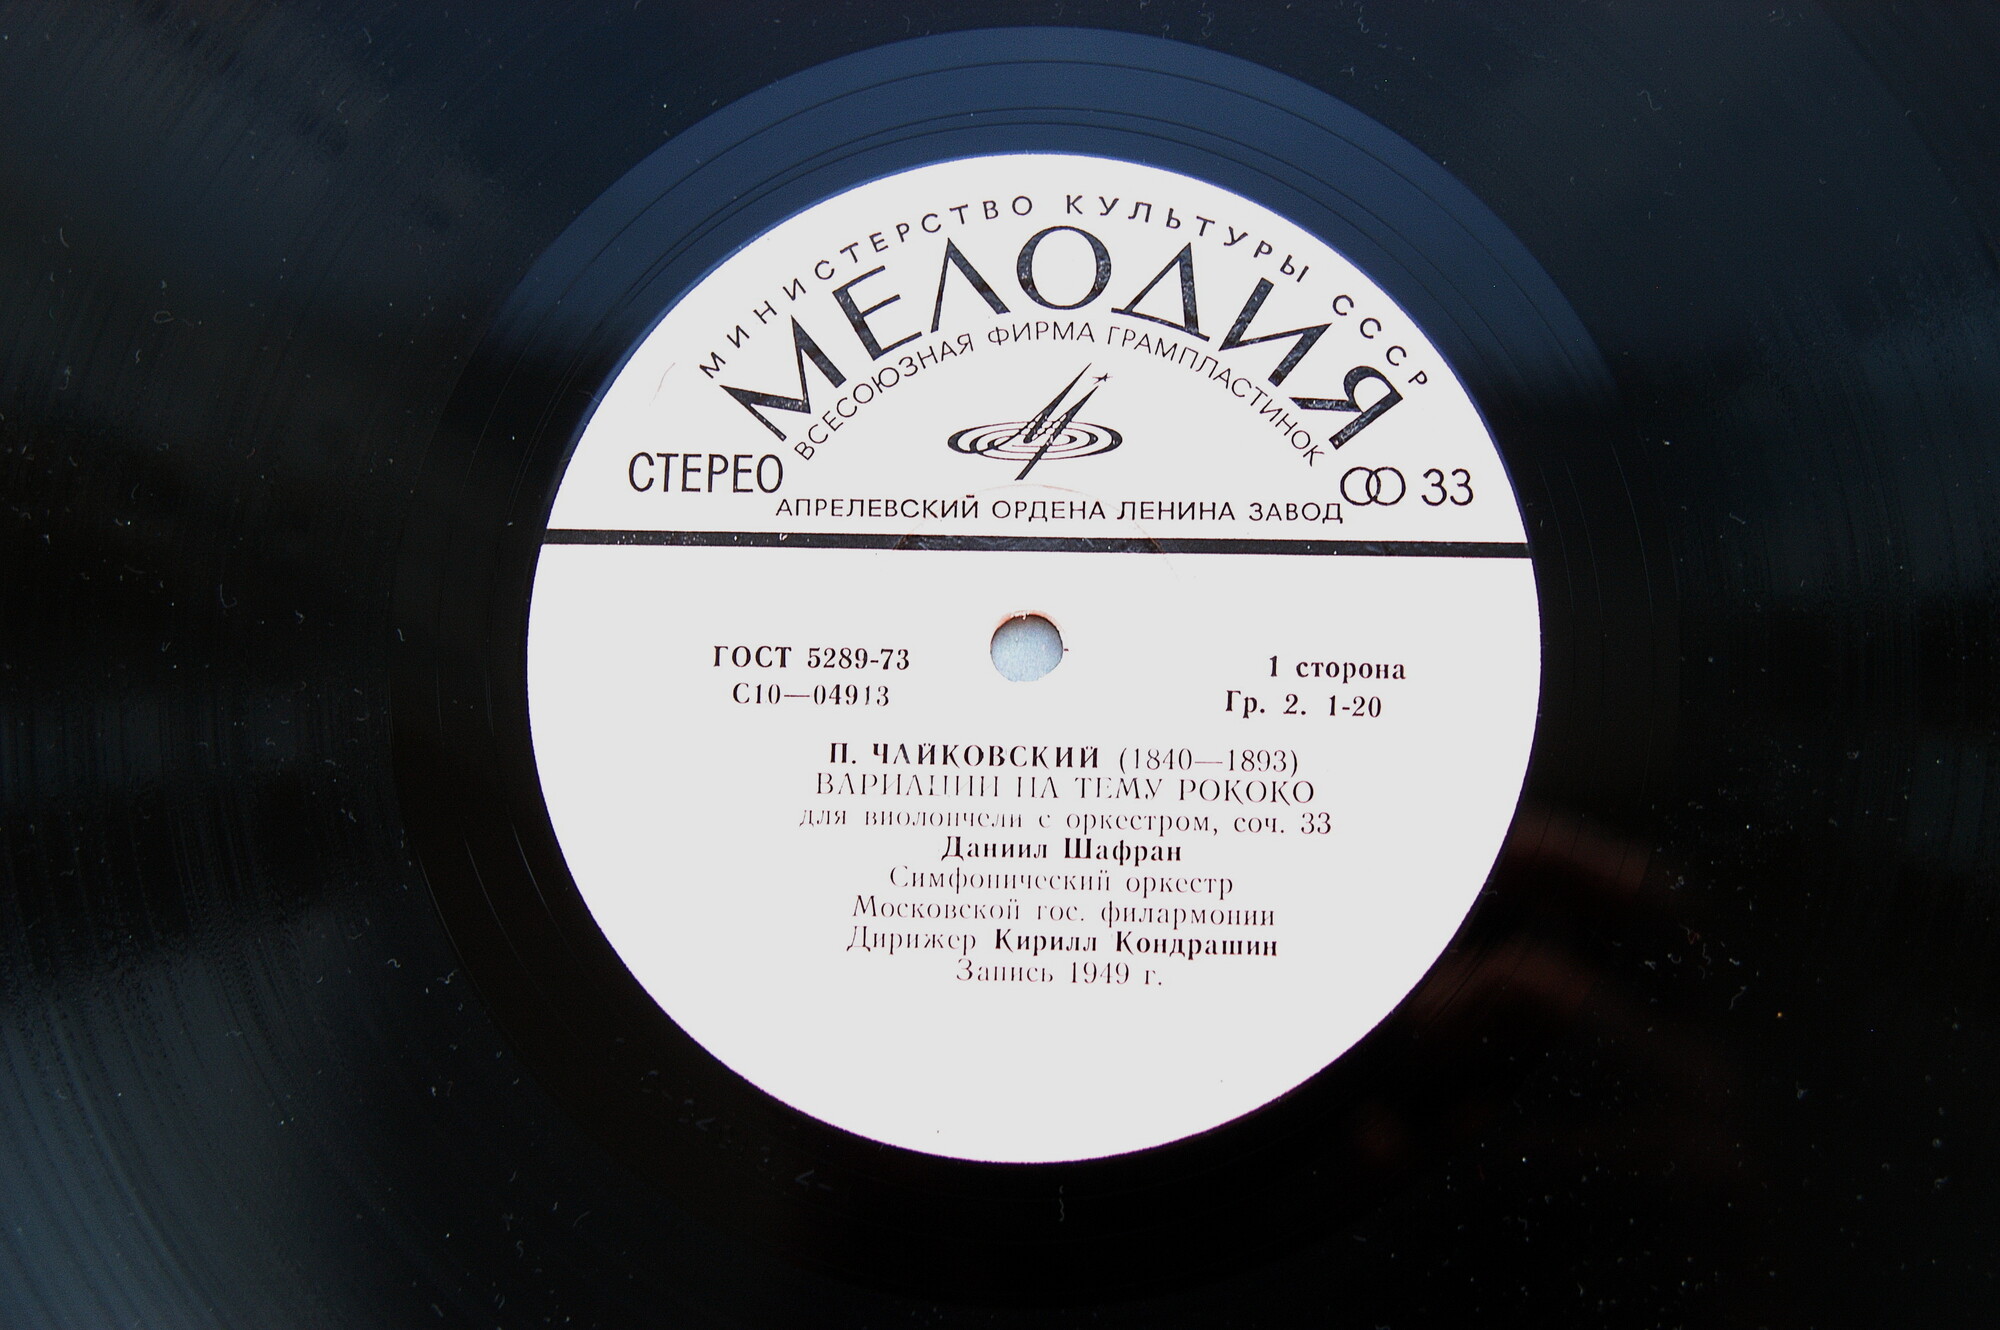 МИНИСТЕРСТВО КУЛЬТУРЫ СССР
МЕЛОДИЯ
ВСЕСОЮЗНАЯ ФИРМА ГРАМПЛАСТИНОК
СТЕРЕО
33
АПРЕЛЕВСКИЙ ОРДЕНА ЛЕНИНА ЗАВОД
ГОСТ 5289-73
1 сторона
С10—04913
Гр. 2. 1-20
П. ЧАЙКОВСКИЙ (1840—1893)
ВАРИАЦИИ НА ТЕМУ РОКОКО
для виолончели с оркестром, соч. 33
Даниил Шафран
Симфонический оркестр
Московской гос. филармонии
Дирижер Кирилл Кондрашин
Запись 1949 г.